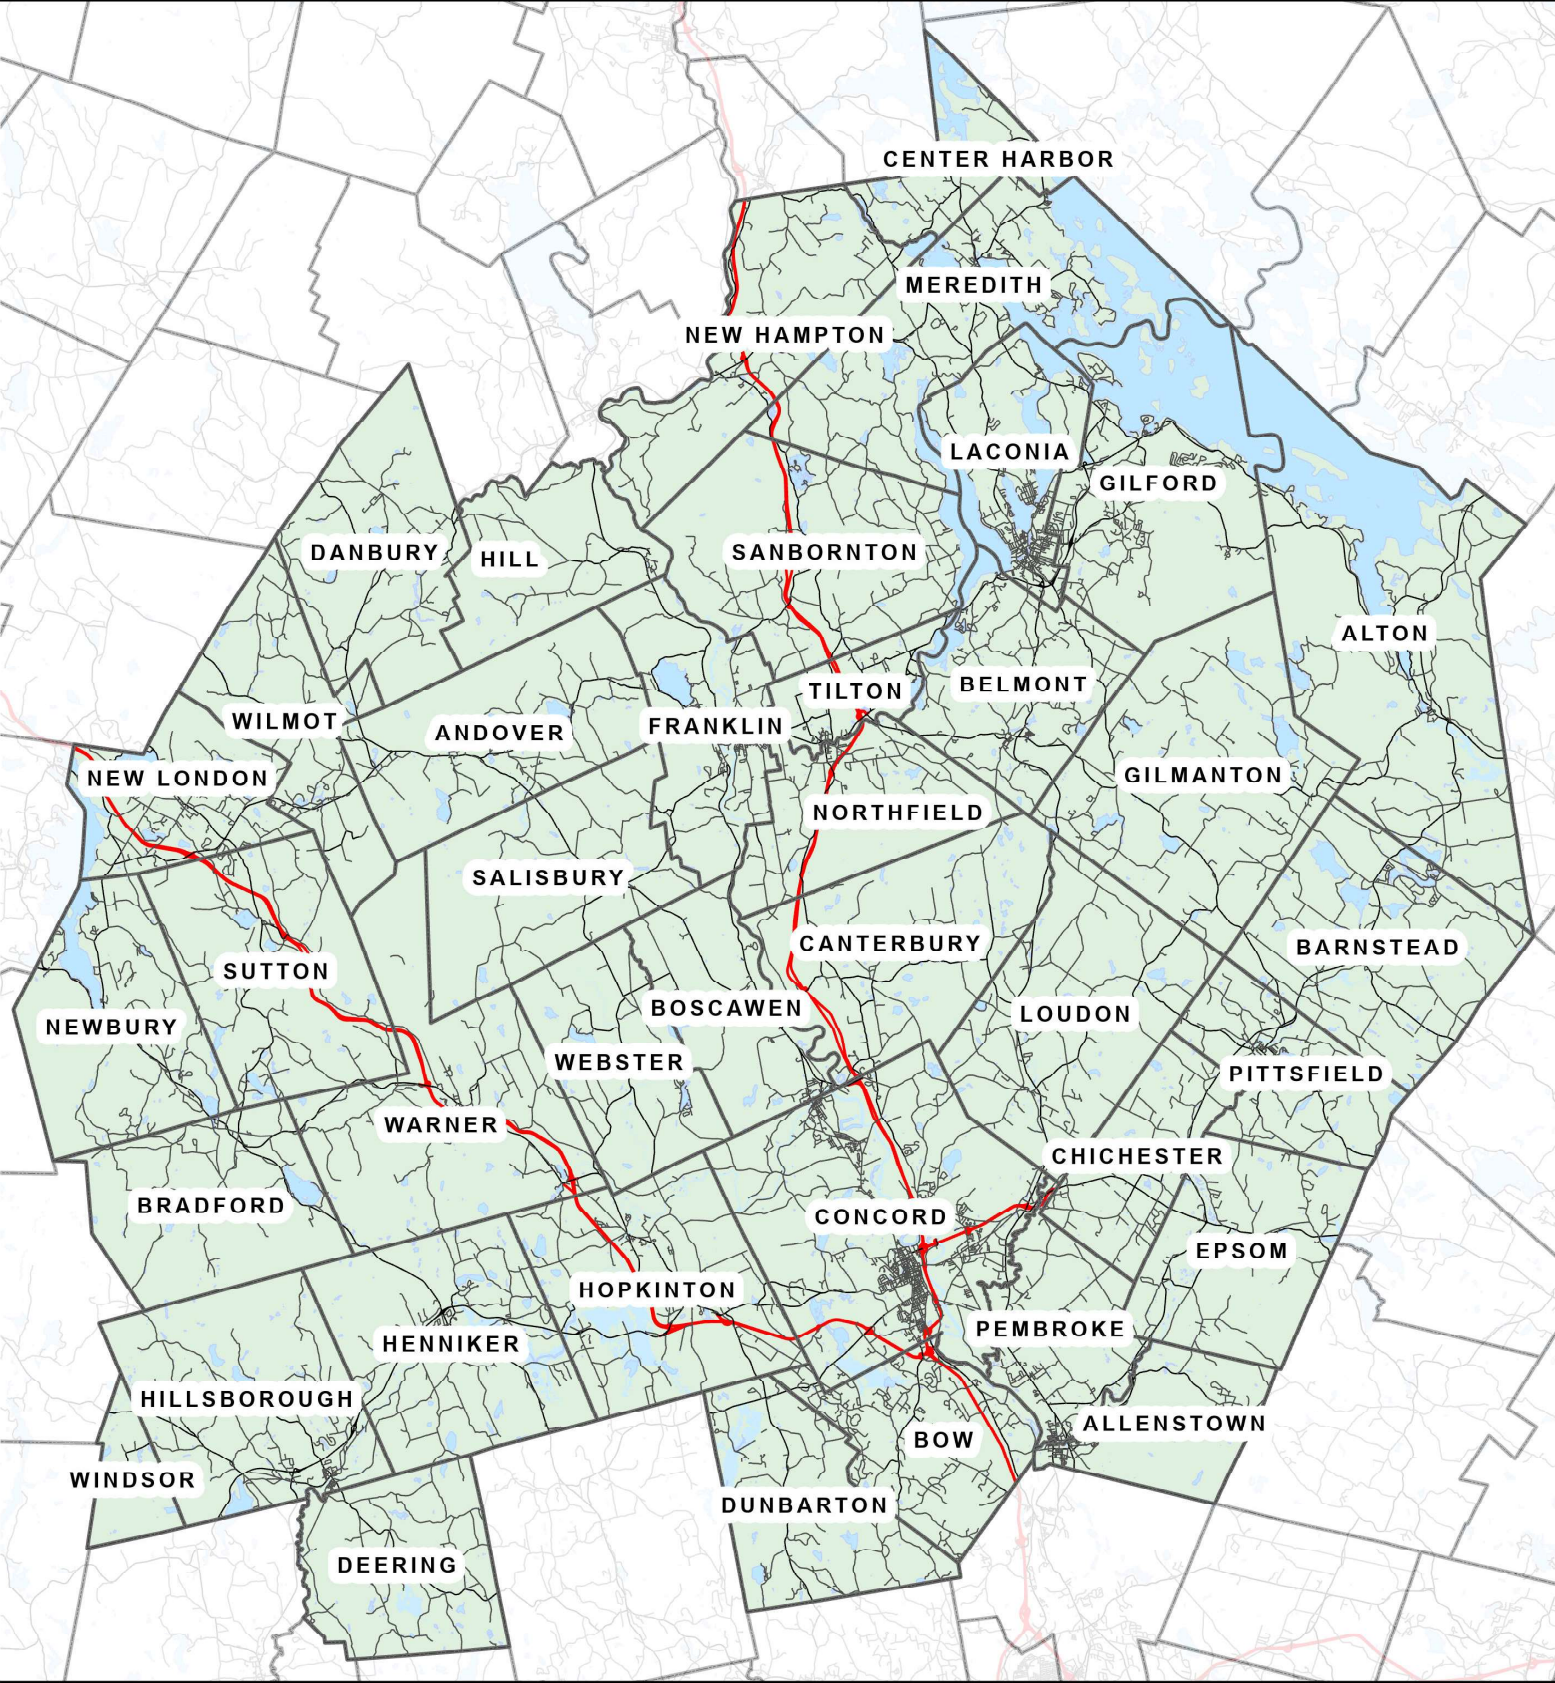 CENTER HARBOR
MEREDITH
NEW HAMPTON
LACONIA
GILFORD
DANBURY
HILL
SANBORNTON
ALTON
TILTON
BELMONT
WILMOT
ANDOVER
FRANKLIN
NEW LONDON
GILMANTON
NORTHFIELD
SALISBURY
CANTERBURY
BARNSTEAD
SUTTON
BOSCAWEN
LOUDON
NEWBURY
WEBSTER
PITTSFIELD
WARNER
CHICHESTER
BRADFORD
CONCORD
EPSOM
HOPKINTON
PEMBROKE
HENNIKER
HILLSBOROUGH
ALLENSTOWN
BOW
WINDSOR
DUNBARTON
DEERING